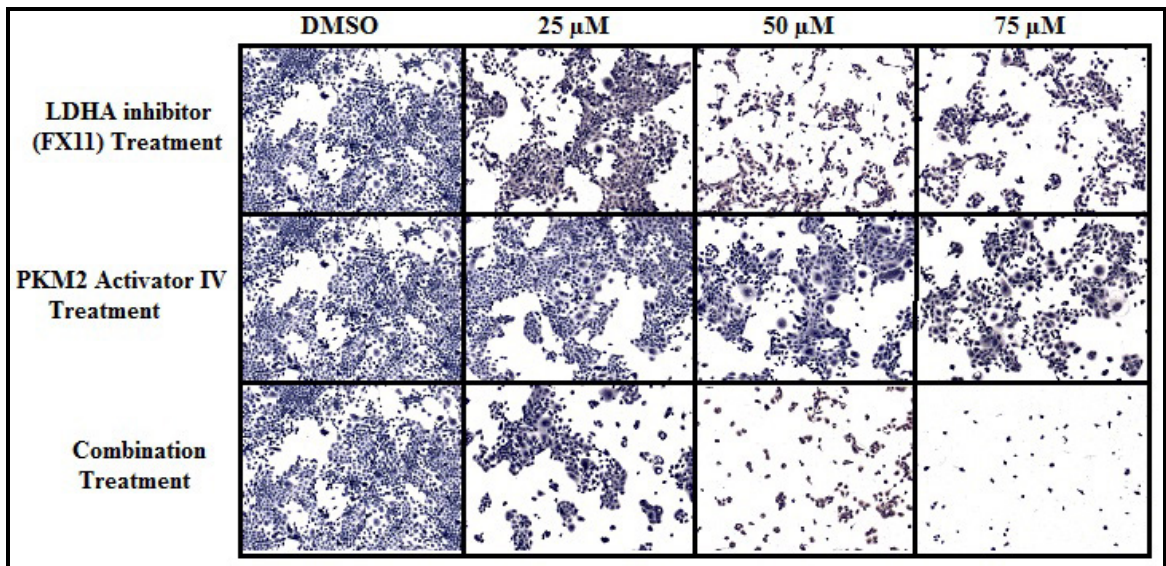 DMSO 25 µM 50 µM 75 µM
LDHA inhibitor
(FX11) Treatment
PKM2 Activator IV
Treatment
Combination
Treatment